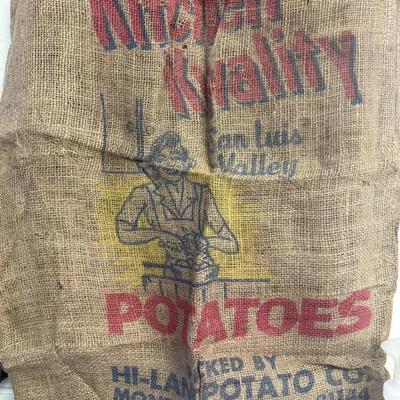 Kitchen
Kwality
San Luis
Valley
POTATOES
PACKED BY
HI-LAND POTATO CO.